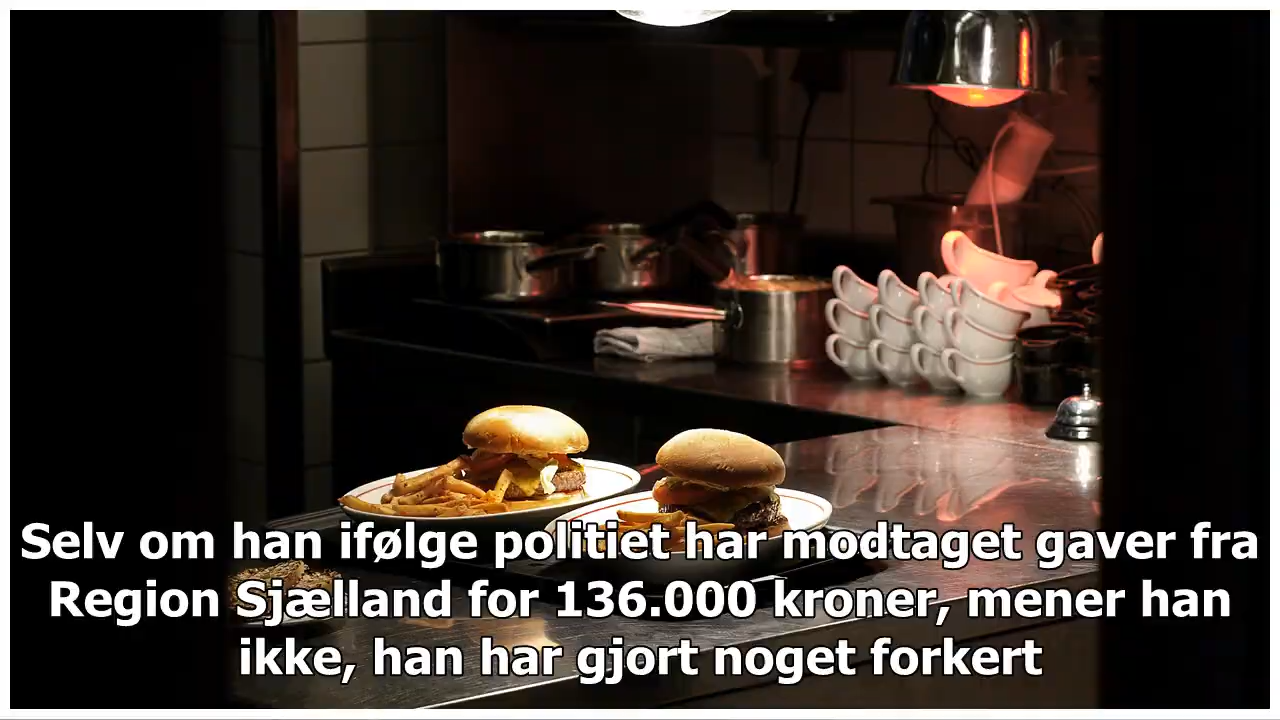 Selv om han ifølge politiet har modtaget gaver fra
Region Sjælland for 136.000 kroner, mener han
ikke, han har gjort noget forkert